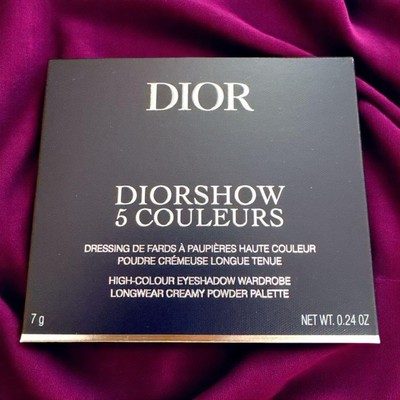 DIOR
DIORSHOW
5 COULEURS
DRESSING DE FARDS À PAUPIÈRES HAUTE COULEUR
POUDRE CRÉMEUSE LONGUE TENUE
HIGH-COLOUR EYESHADOW WARDROBE
LONGWEAR CREAMY POWDER PALETTE
7 g
NET WT. 0.24 OZ